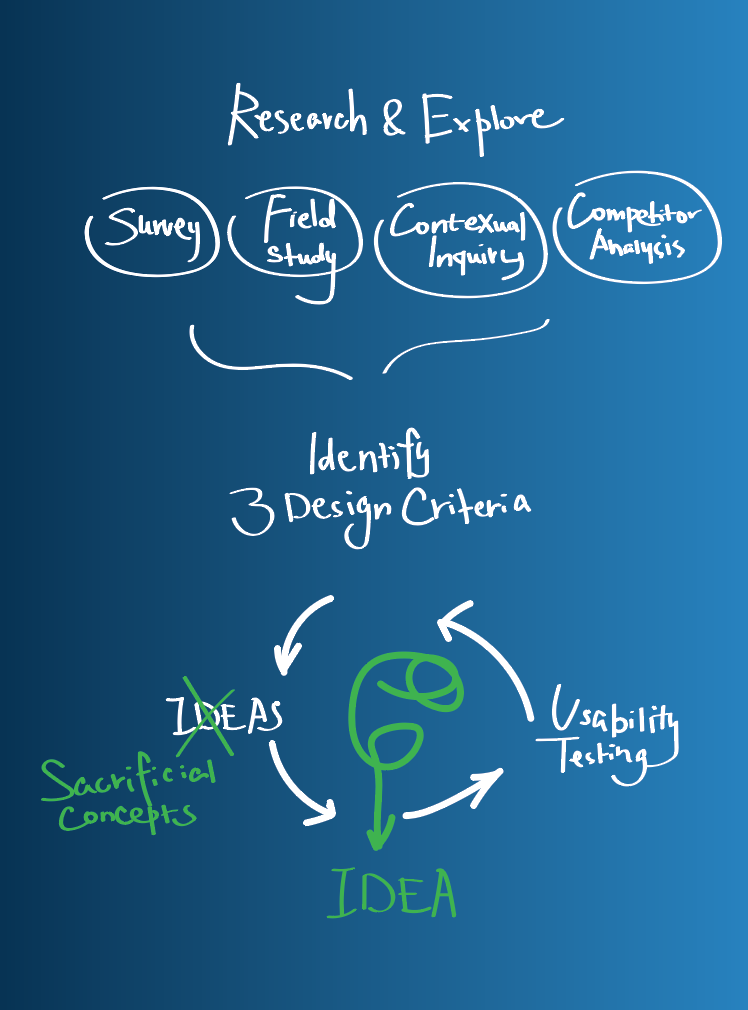 Research & Explore
Survey
Field
Study
Contexual
Inquiry
Competitor
Analysis
Identify
3 Design Criteria
IDEAS
Sacrificial
Concepts
Usability
Testing
IDEA